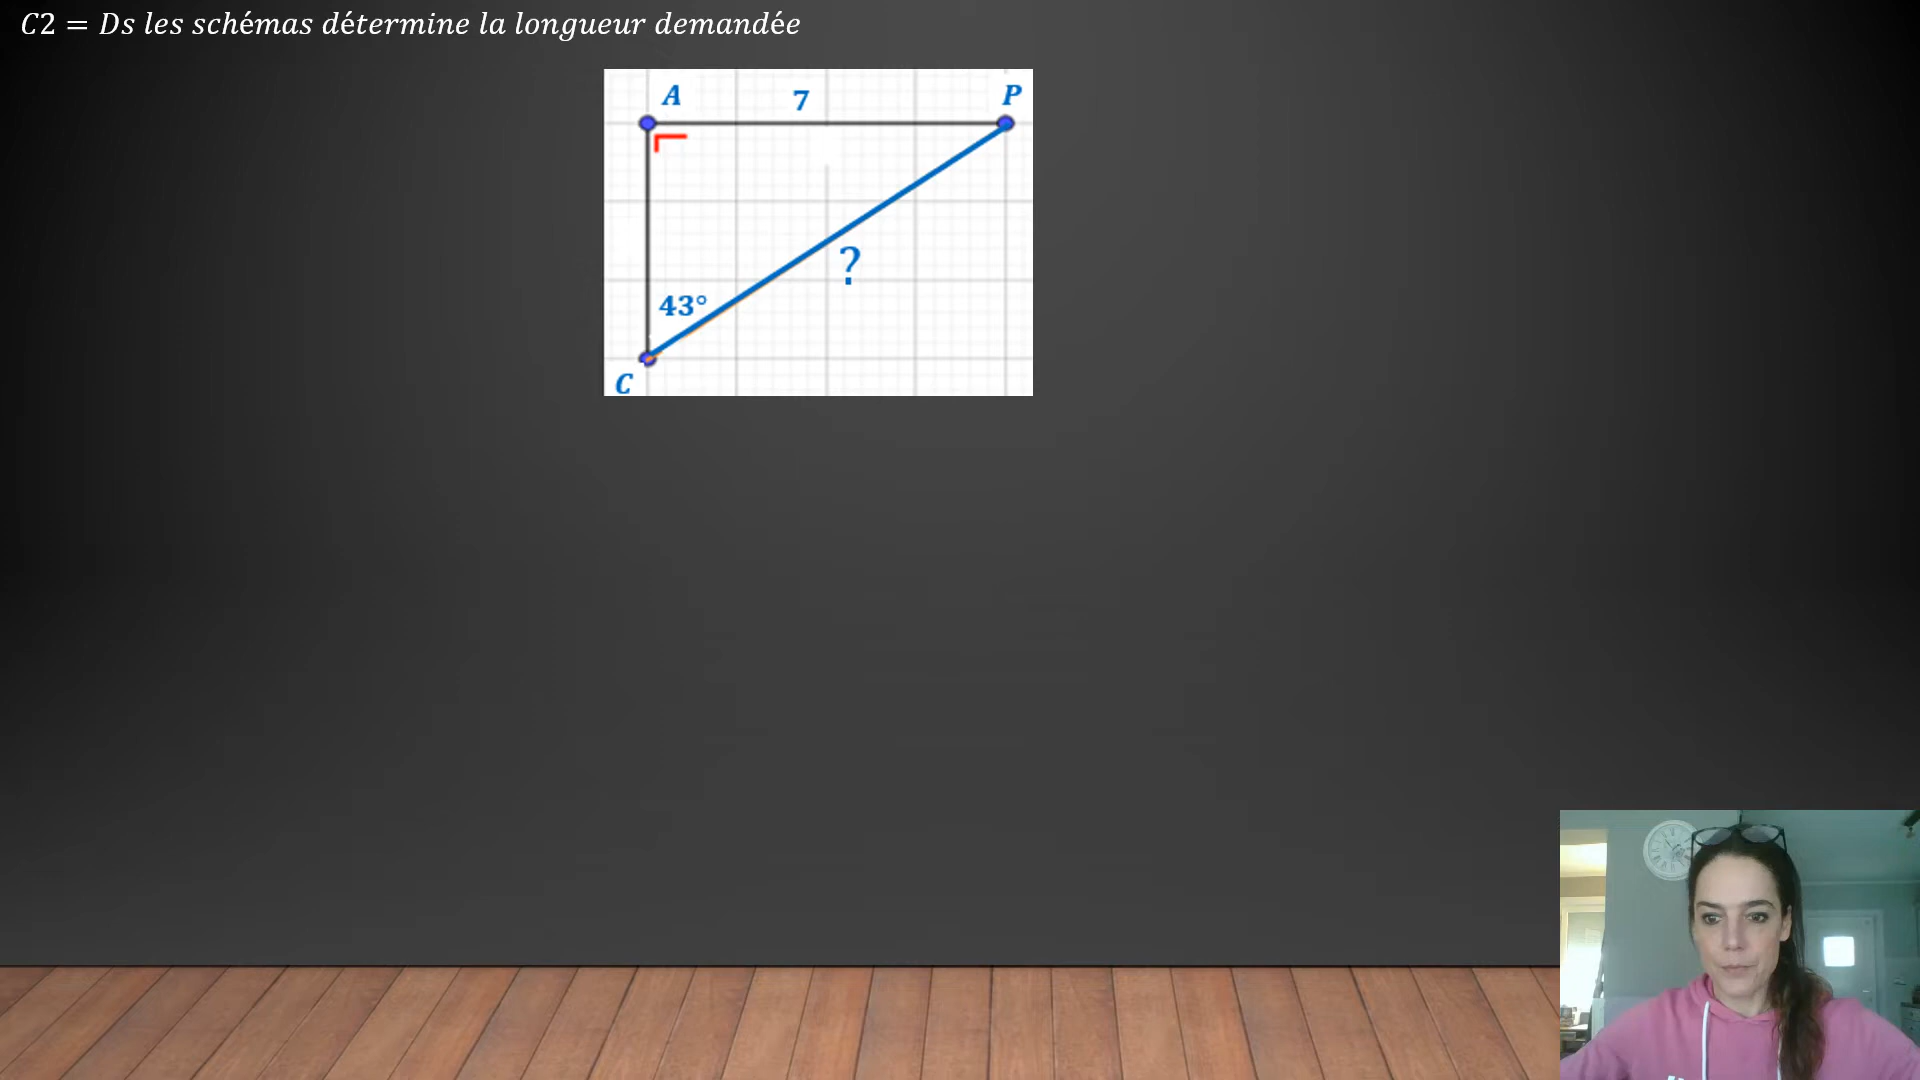 C2 = Ds les schémas détermine la longueur demandée
A 7 P
?
43°
C